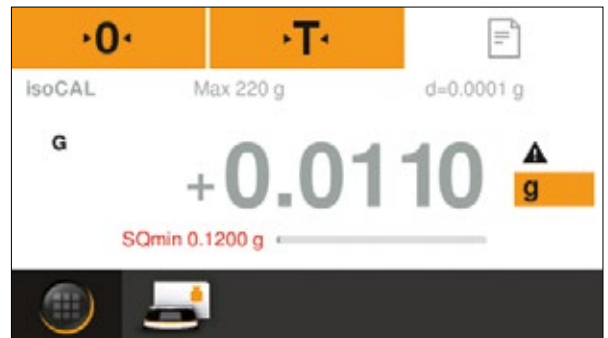 0 T
isoCAL Max 220 g d=0.0001 g
G
+0.0110 g
SQmin 0.1200 g